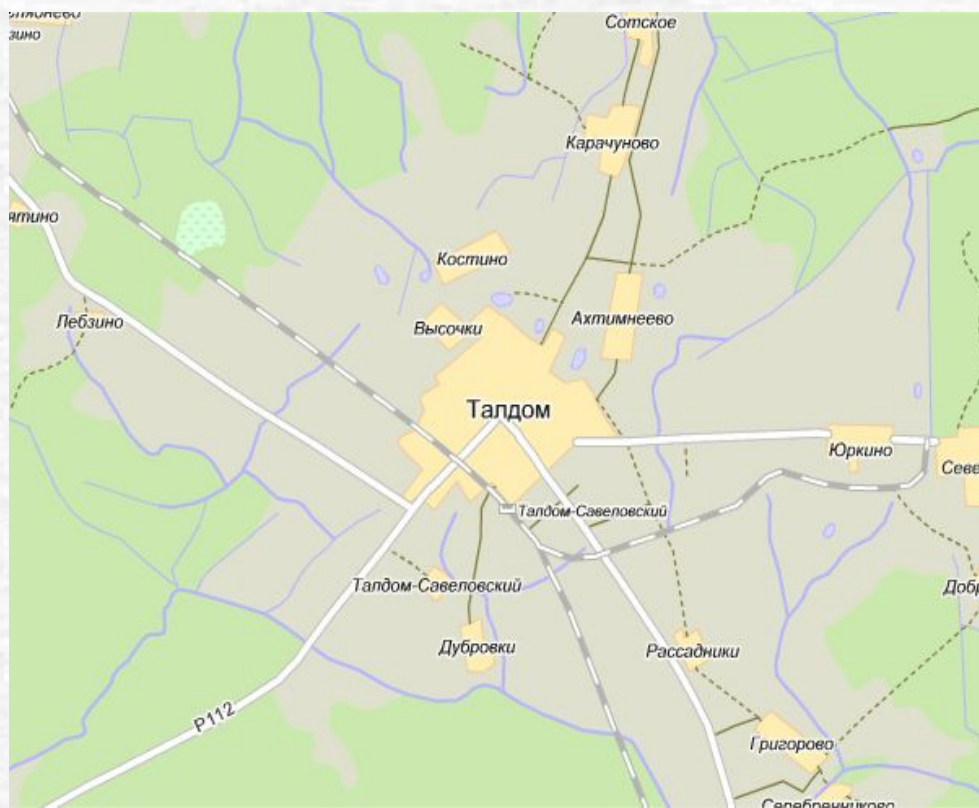 Сотское
Карачуново
Костино
Лебзино
Высочки
Ахтимнеево
Талдом
Юркино
Талдом-Савеловский
Талдом-Савеловский
Дубровки
Рассадники
Р112
Григорово